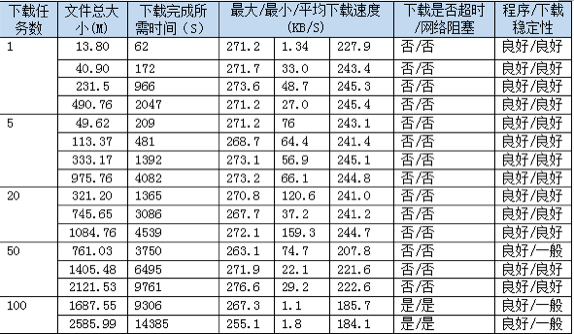 下载任务数 文件总大小(M) 下载完成所需时间（S） 最大/最小/平均下载速度(KB/S) 下载是否超时/网络阻塞 程序/下载稳定性
1 13.80 62 271.2 1.34 227.9 否/否 良好/良好
40.90 172 271.7 33.0 243.4 否/否 良好/良好
231.5 966 273.6 48.7 245.3 否/否 良好/良好
490.76 2047 271.2 27.0 245.4 否/否 良好/良好
5 49.62 209 271.2 76 243.1 否/否 良好/良好
113.37 481 268.7 64.4 241.4 否/否 良好/良好
333.17 1392 273.1 56.9 245.1 否/否 良好/良好
975.76 4082 273.2 66.1 244.8 否/否 良好/良好
20 321.20 1365 270.8 120.6 241.0 否/否 良好/良好
745.65 3086 267.7 37.2 241.2 否/否 良好/良好
1084.76 4539 272.1 159.3 244.7 否/否 良好/良好
50 761.03 3750 263.1 74.7 207.8 否/否 良好/一般
1405.48 6495 271.9 22.1 221.6 否/否 良好/良好
2121.53 9761 276.6 29.2 222.6 否/否 良好/良好
100 1687.55 9306 267.3 1.1 185.7 是/是 良好/一般
2585.99 14385 255.1 1.8 184.1 是/是 良好/一般